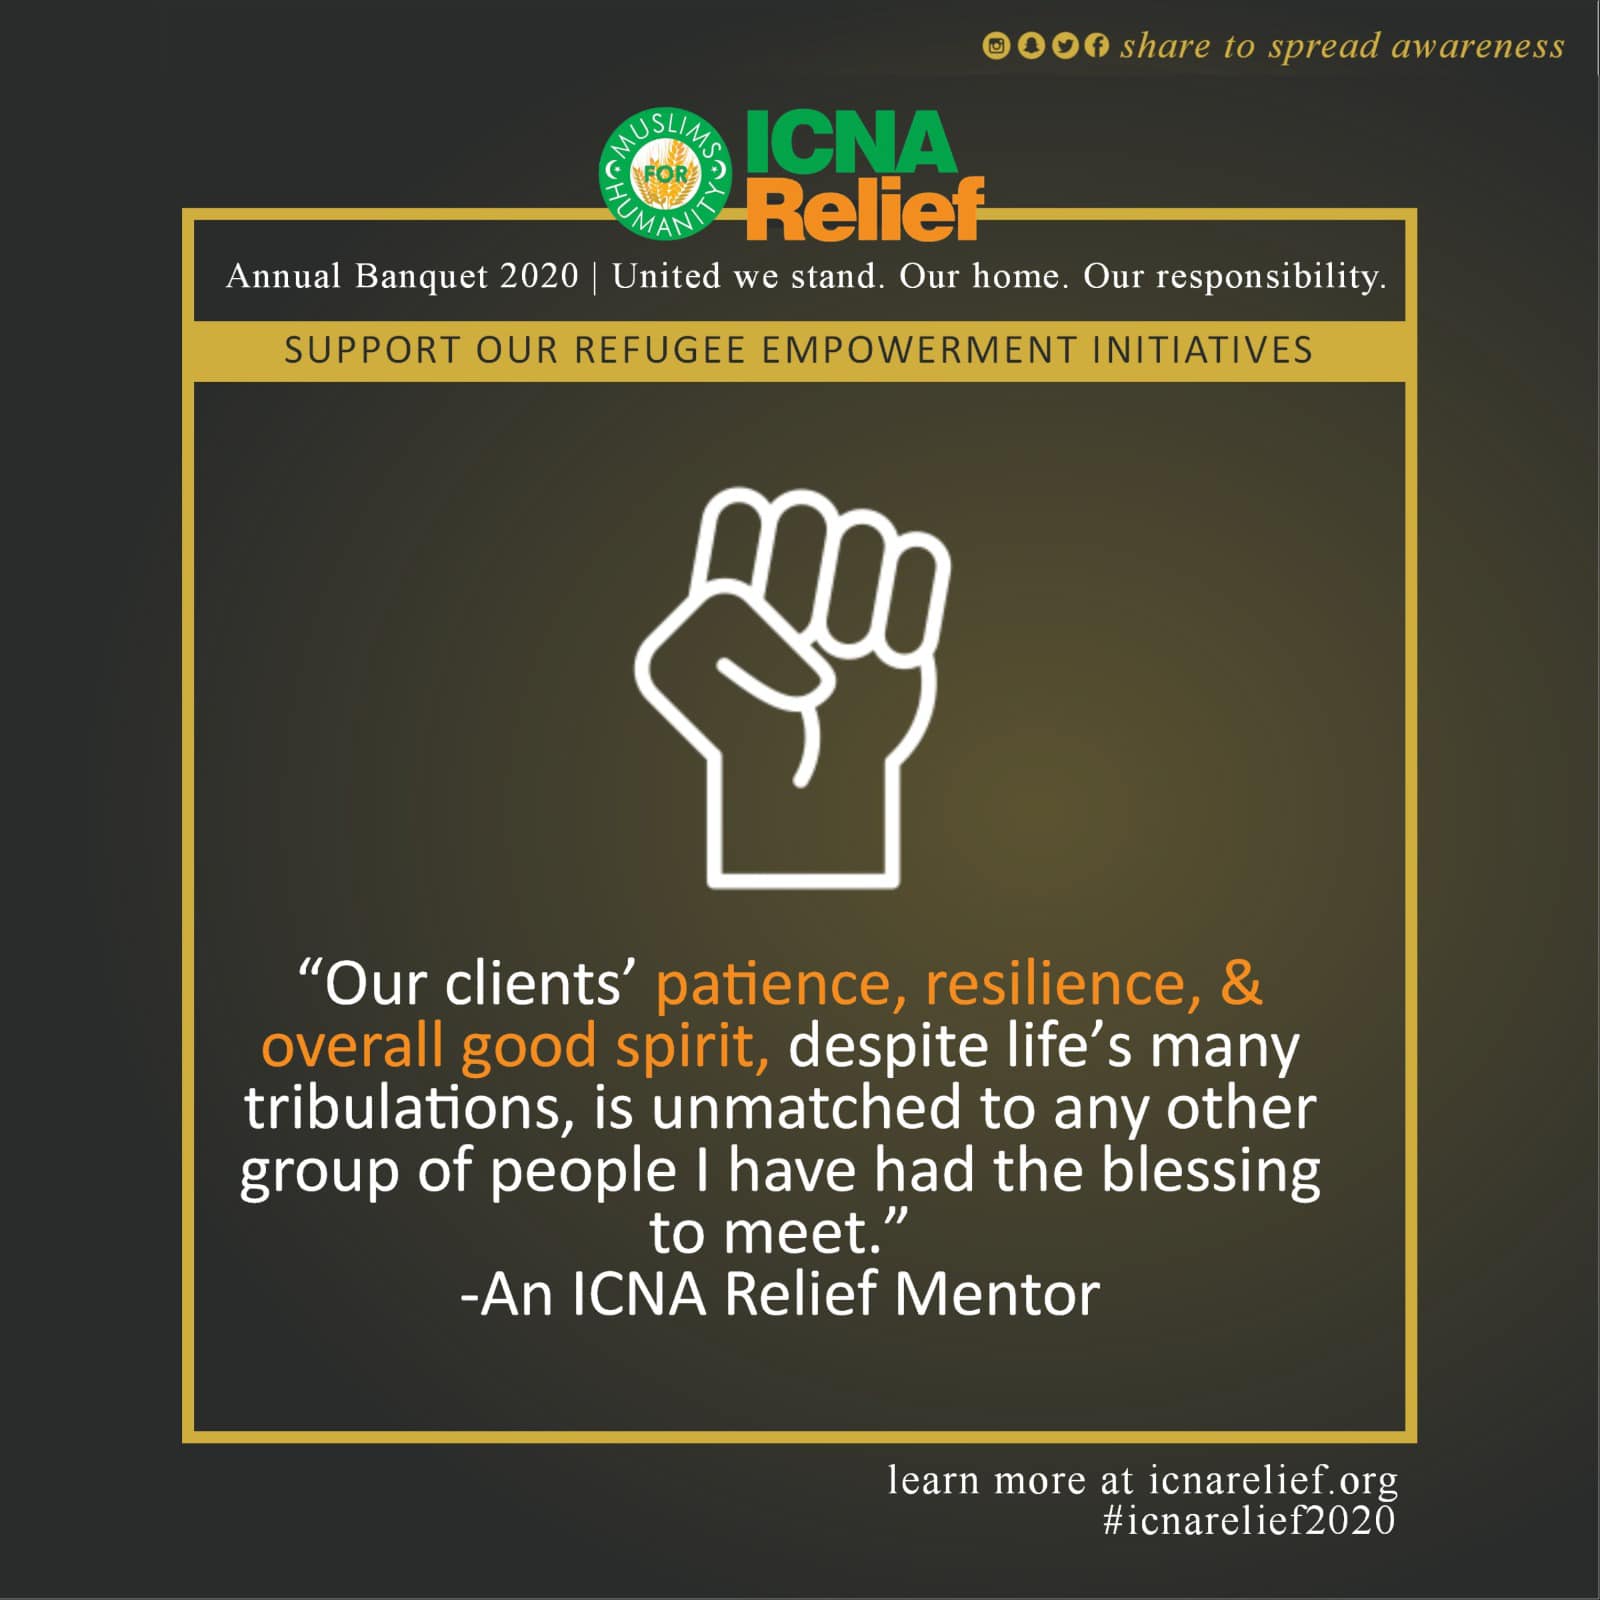 share to spread awareness
MUSLIMS
FOR
HUMANITY
ICNA
Relief
Annual Banquet 2020 | United we stand. Our home. Our responsibility.
SUPPORT OUR REFUGEE EMPOWERMENT INITIATIVES
“Our clients’ patience, resilience, &
overall good spirit, despite life’s many
tribulations, is unmatched to any other
group of people I have had the blessing
to meet.”
-An ICNA Relief Mentor
learn more at icnarelief.org
#icnarelief2020